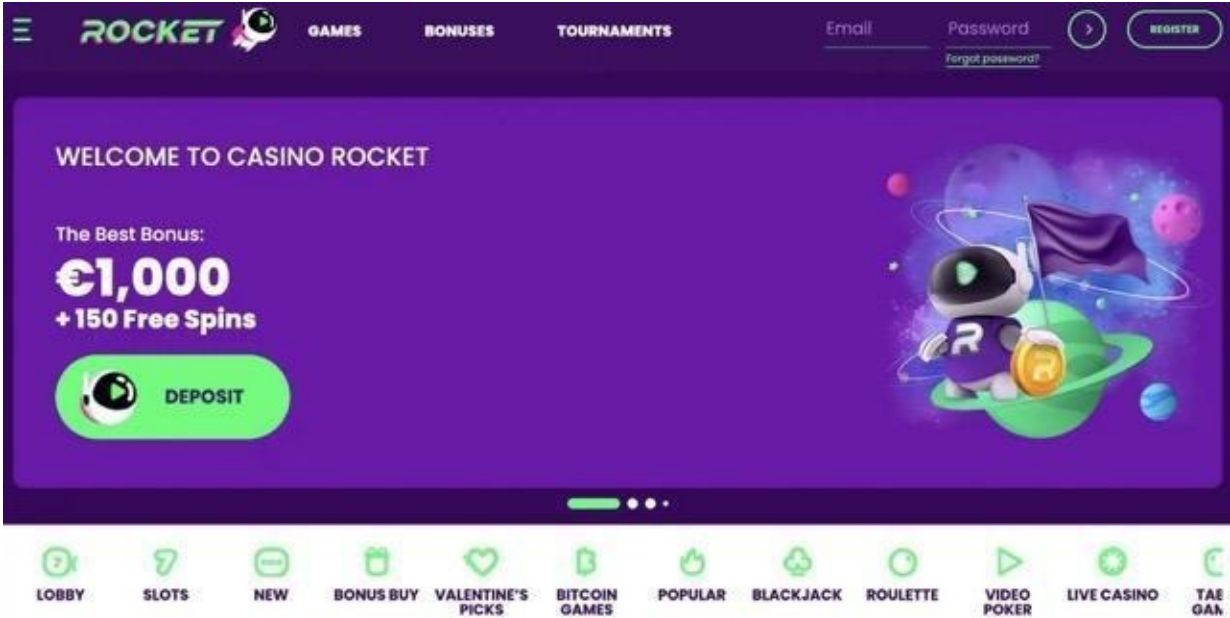 ROCKET
GAMES
BONUSES
TOURNAMENTS
Email
Password
REGISTER
Forgot password?
WELCOME TO CASINO ROCKET
The Best Bonus:
€1,000
+ 150 Free Spins
DEPOSIT
R
R
LOBBY
SLOTS
NEW
BONUS BUY
VALENTINE'S
PICKS
BITCOIN
GAMES
POPULAR
BLACKJACK
ROULETTE
VIDEO
POKER
LIVE CASINO
TAB
GAM